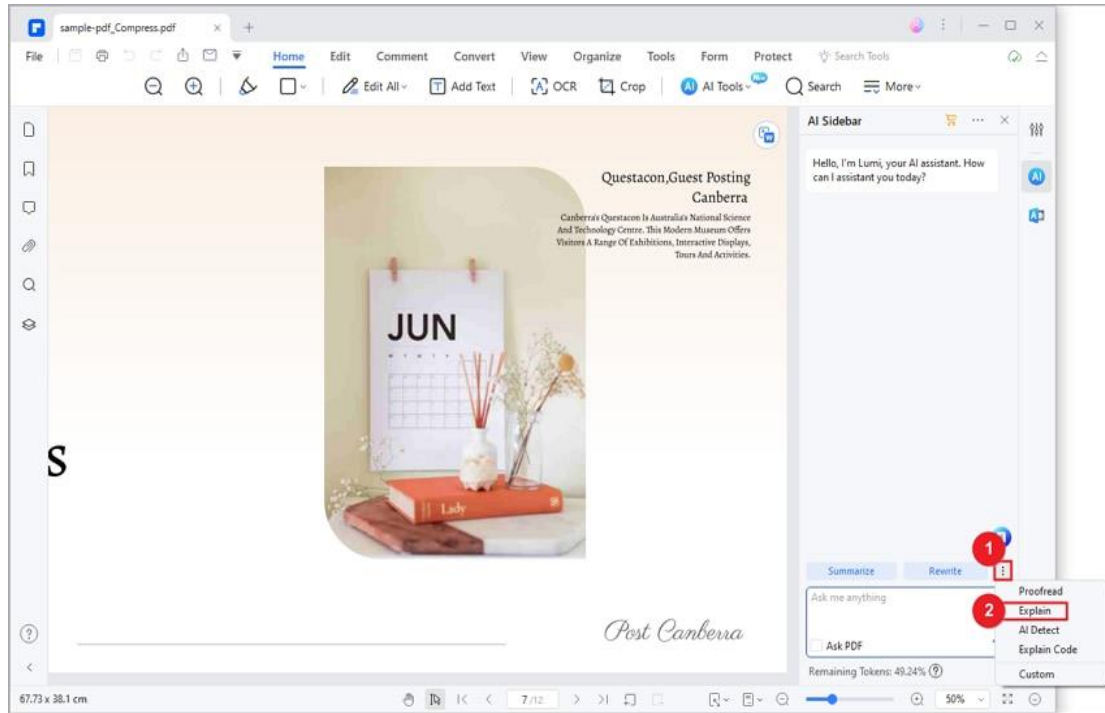 sample-pdf_Compress.pdf
File
Home Edit Comment Convert View Organize Tools Form Protect Search Tools
Edit All Add Text OCR Crop AI Tools Search More
AI Sidebar
Hello, I'm Lumi, your AI assistant. How
can I assistant you today?
Questacon,Guest Posting
Canberra
Canberra's Questacon Is Australia's National Science
And Technology Centre. This Modern Museum Offers
Visitors A Range Of Exhibitions, Interactive Displays,
Tours And Activities.
JUN
Lady
s
Post Canberra
1
Summarize Rewrite
Ask me anything
Ask PDF
Remaining Tokens: 49.24%
2
Proofread
Explain
AI Detect
Explain Code
Custom
67.73 x 38.1 cm
7/12
50%